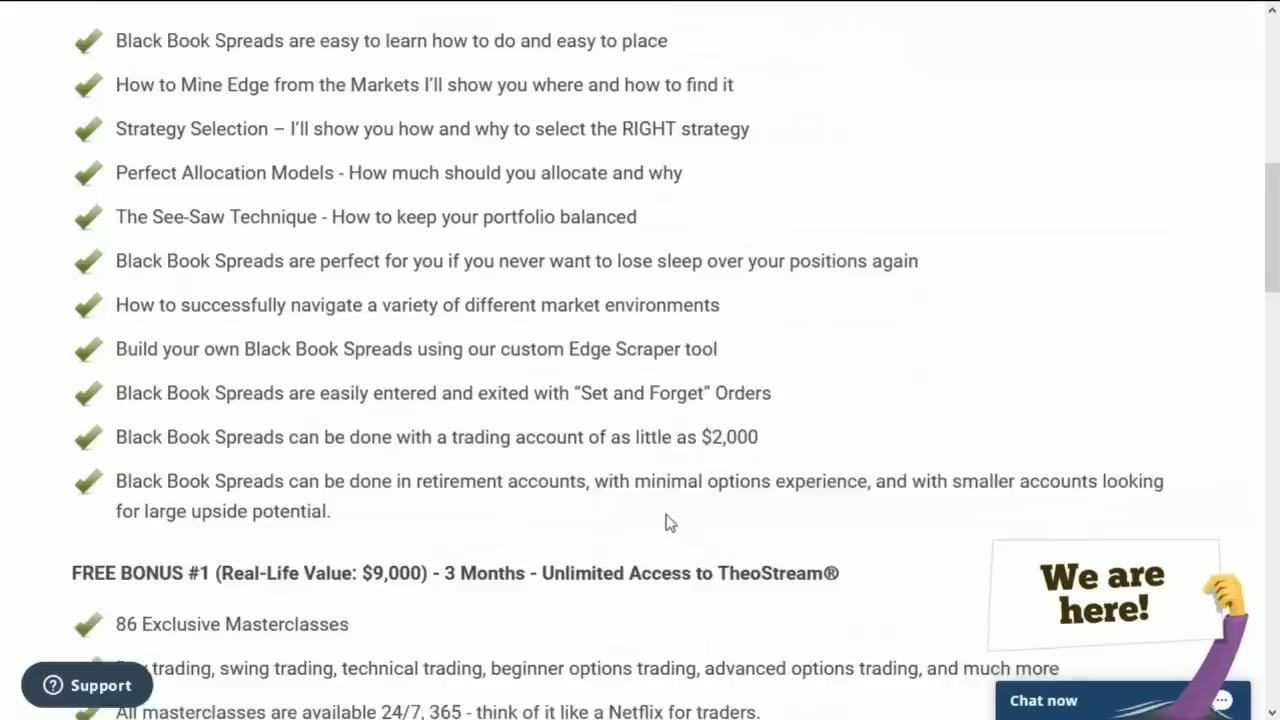 Black Book Spreads are easy to learn how to do and easy to place
How to Mine Edge from the Markets I'll show you where and how to find it
Strategy Selection – I'll show you how and why to select the RIGHT strategy
Perfect Allocation Models - How much should you allocate and why
The See-Saw Technique - How to keep your portfolio balanced
Black Book Spreads are perfect for you if you never want to lose sleep over your positions again
How to successfully navigate a variety of different market environments
Build your own Black Book Spreads using our custom Edge Scraper tool
Black Book Spreads are easily entered and exited with “Set and Forget” Orders
Black Book Spreads can be done with a trading account of as little as $2,000
Black Book Spreads can be done in retirement accounts, with minimal options experience, and with smaller accounts looking
for large upside potential.
FREE BONUS #1 (Real-Life Value: $9,000) - 3 Months - Unlimited Access to TheoStream®
We are
here!
86 Exclusive Masterclasses
trading, swing trading, technical trading, beginner options trading, advanced options trading, and much more
Support
Chat now
All masterclasses are available 24/7, 365 - think of it like a Netflix for traders.